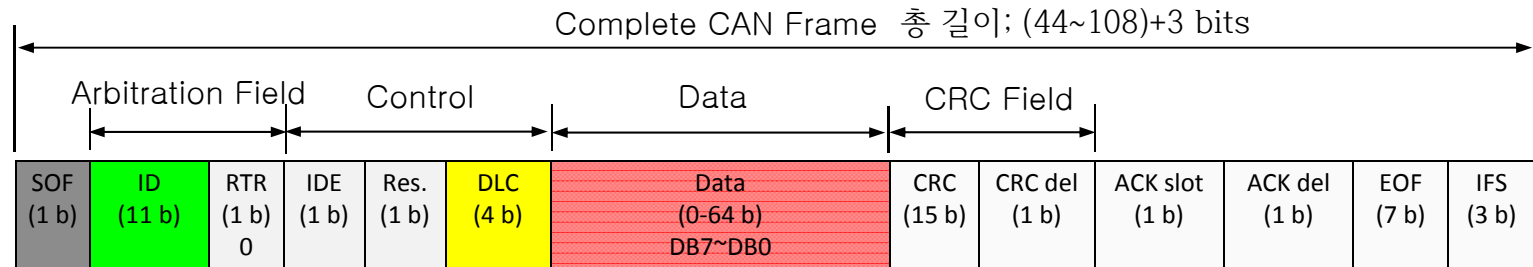 Complete CAN Frame 총 길이; (44~108)+3 bits
Arbitration Field Control Data CRC Field
SOF ID RTR IDE Res. DLC Data CRC CRC del ACK slot ACK del EOF IFS
(1 b) (11 b) (1 b) (1 b) (1 b) (4 b) (0-64 b) (15 b) (1 b) (1 b) (1 b) (7 b) (3 b)
0 DB7~DB0